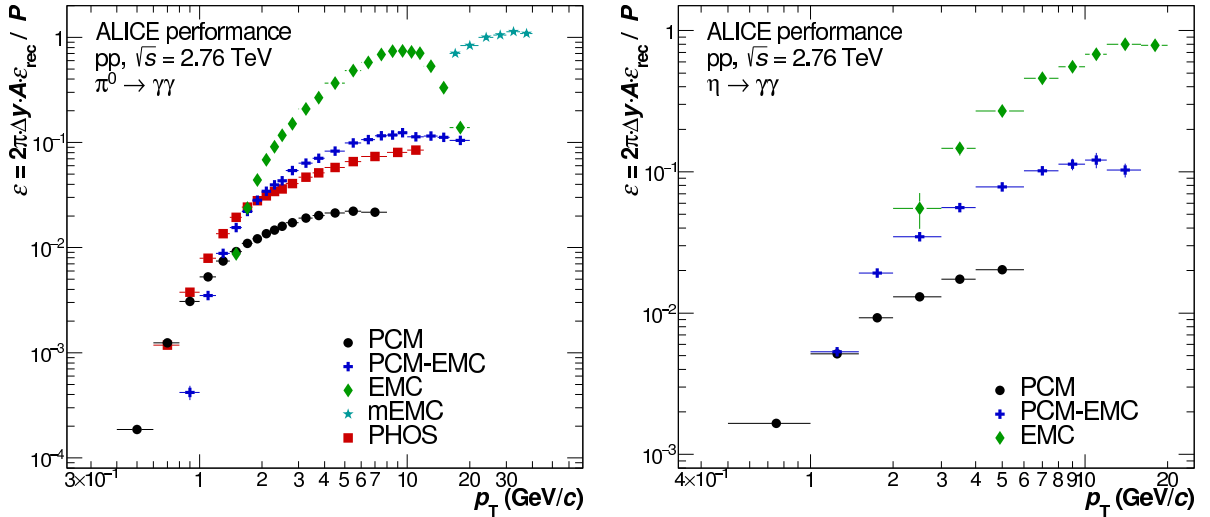 ALICE performance
pp, √s = 2.76 TeV
π⁰ → γγ
ε = 2π·Δy·A·ε_rec / P
1
10⁻¹
10⁻²
10⁻³
10⁻⁴
PCM
PCM-EMC
EMC
mEMC
PHOS
3×10⁻¹ 1 2 3 4 5 6 7 10 20 30
p_T (GeV/c)
ALICE performance
pp, √s = 2.76 TeV
η → γγ
ε = 2π·Δy·A·ε_rec / P
1
10⁻¹
10⁻²
10⁻³
PCM
PCM-EMC
EMC
4×10⁻¹ 1 2 3 4 5 6 7 8 9 10 20
p_T (GeV/c)